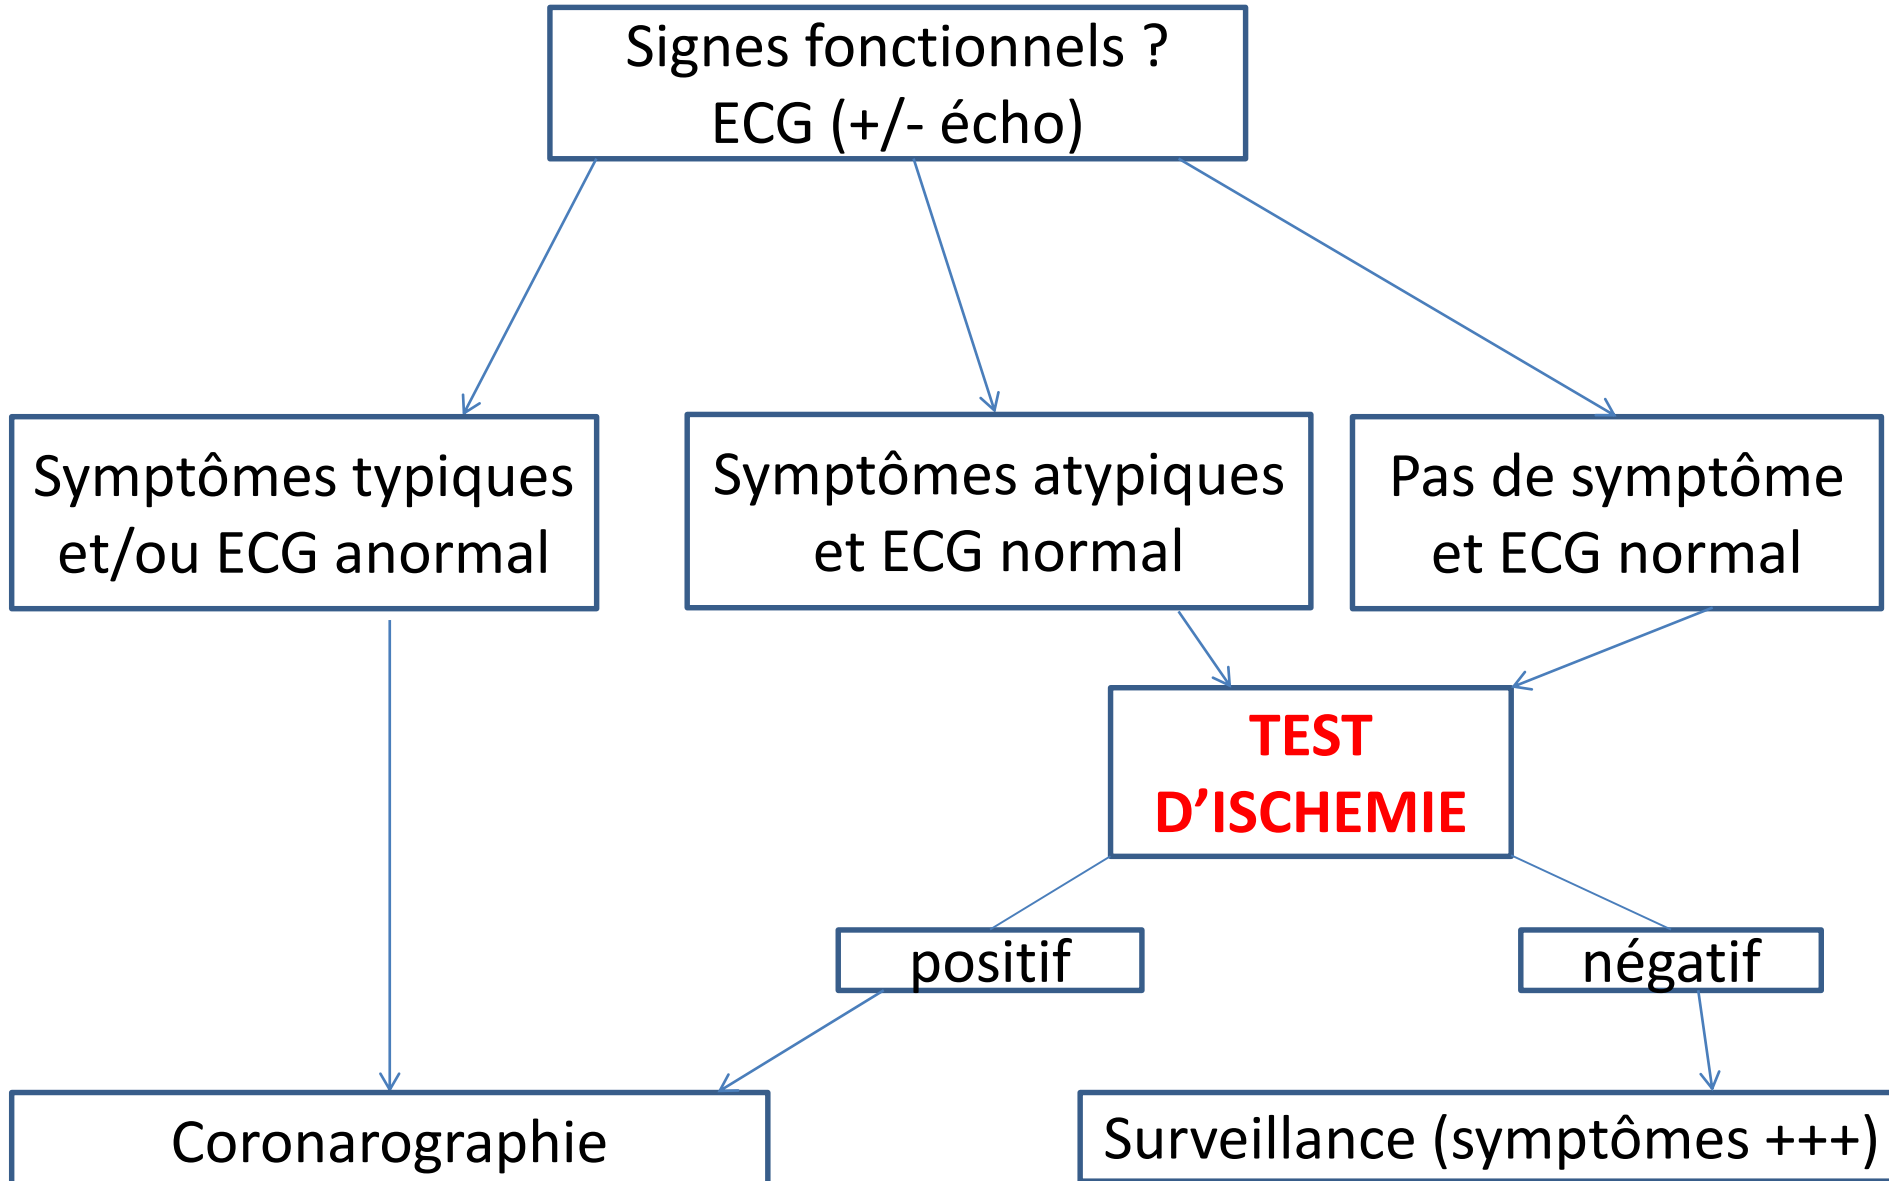 Signes fonctionnels ?
ECG (+/- écho)
Symptômes typiques
et/ou ECG anormal
Symptômes atypiques
et ECG normal
Pas de symptôme
et ECG normal
TEST
D’ISCHEMIE
positif
négatif
Coronarographie
Surveillance (symptômes +++)